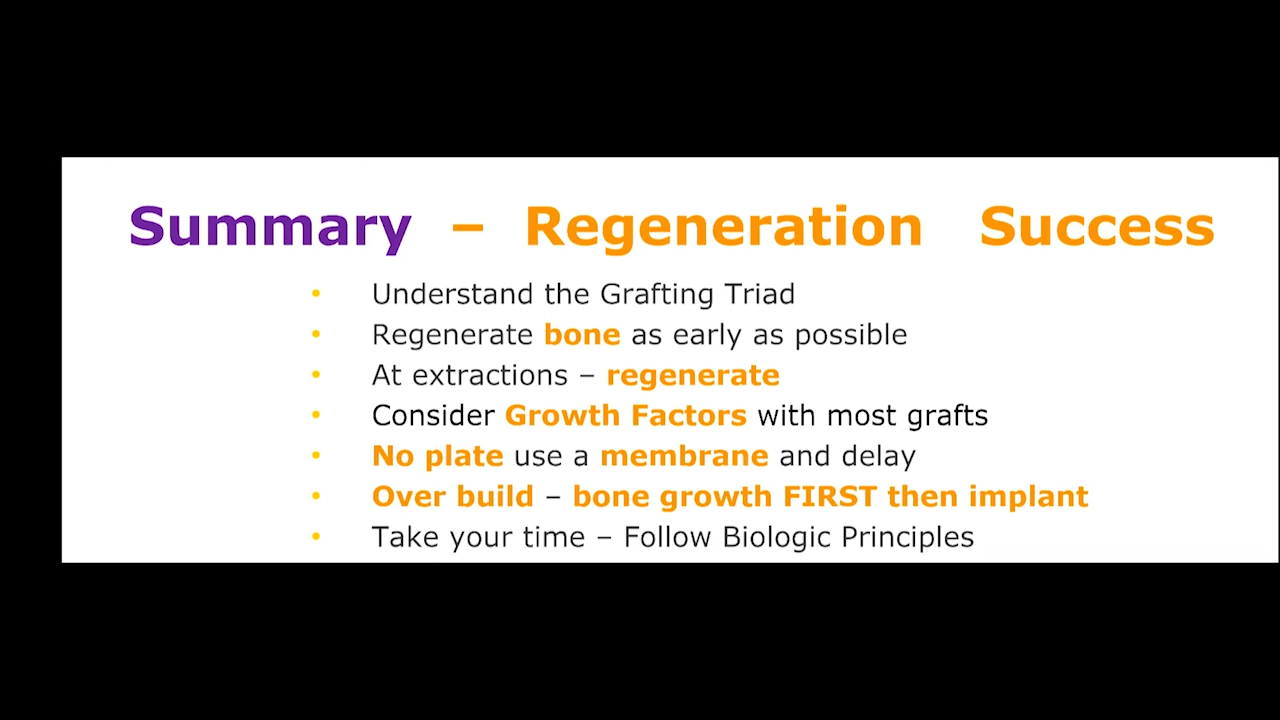 Summary – Regeneration Success
• Understand the Grafting Triad
• Regenerate bone as early as possible
• At extractions – regenerate
• Consider Growth Factors with most grafts
• No plate use a membrane and delay
• Over build – bone growth FIRST then implant
• Take your time – Follow Biologic Principles